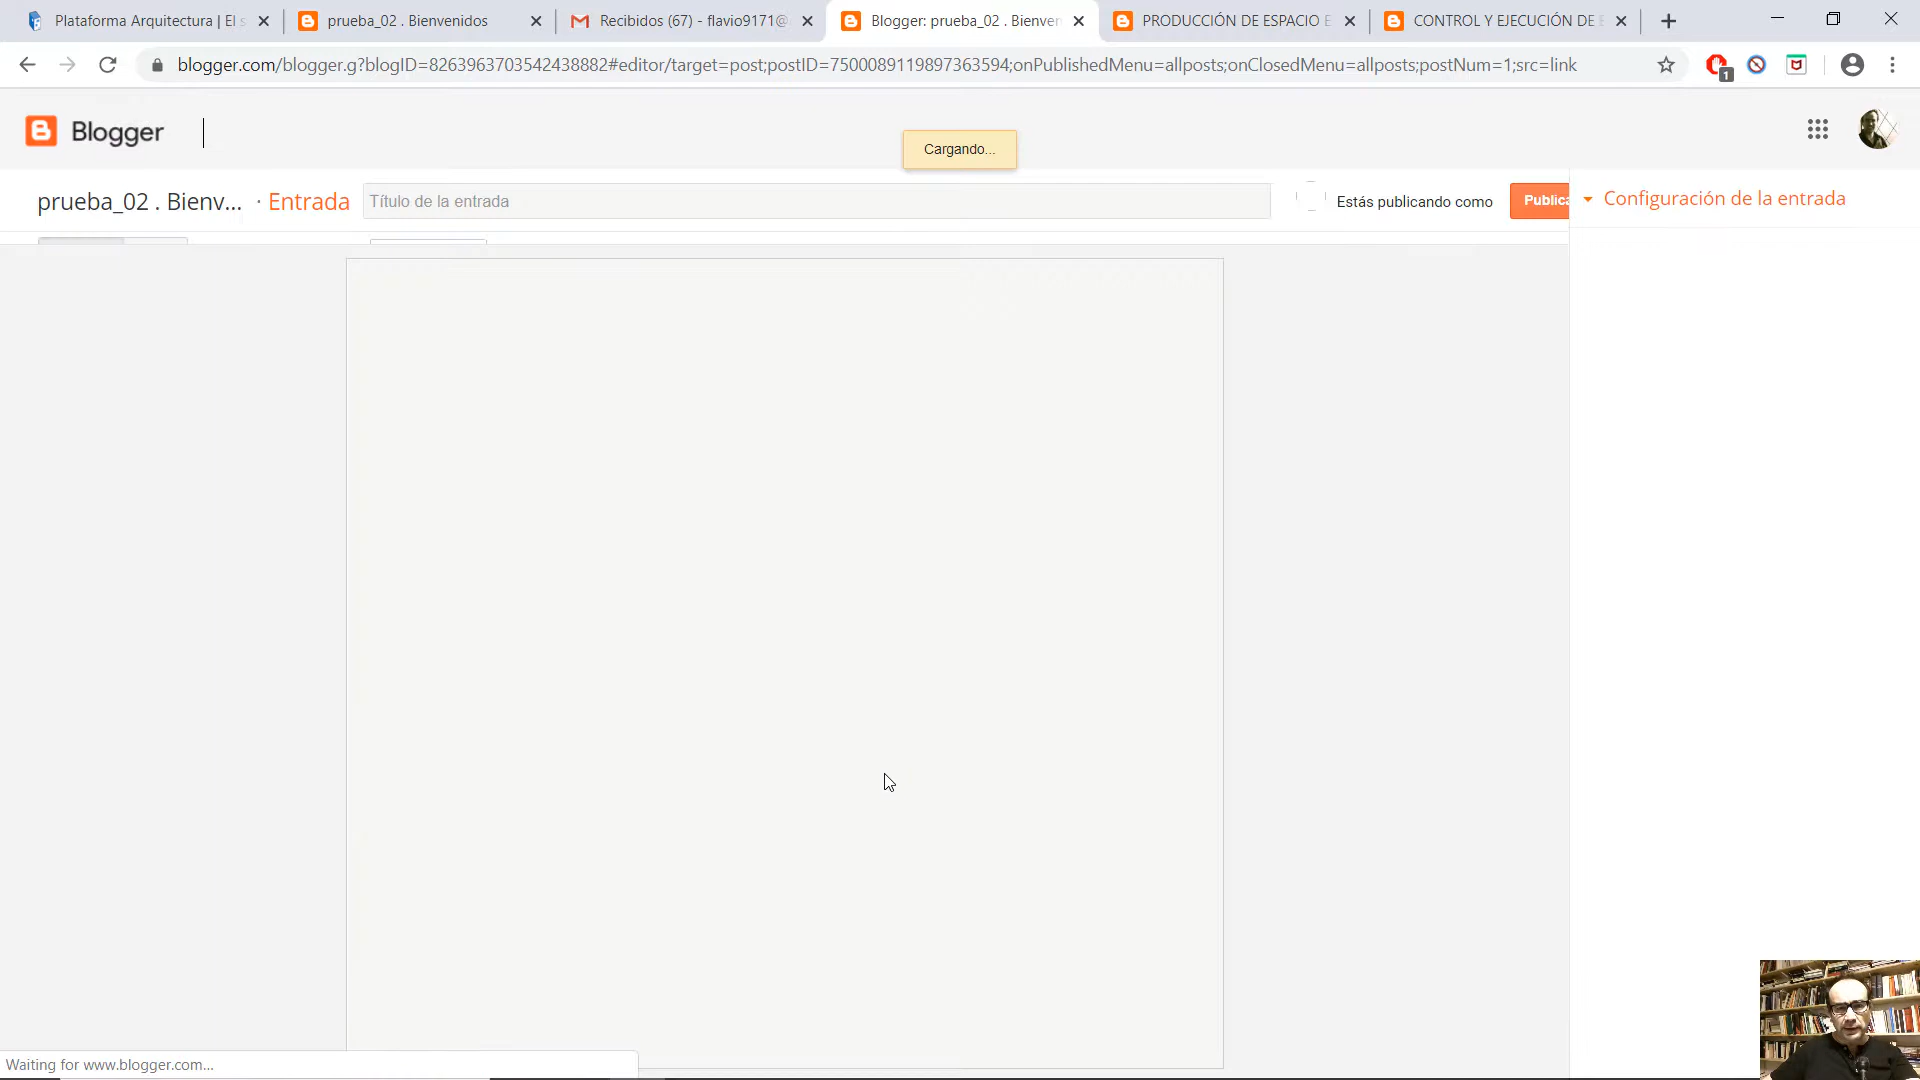 Plataforma Arquitectura | El s
prueba_02 . Bienvenidos
Recibidos (67) - flavio9171@
Blogger: prueba_02 . Bienven
PRODUCCIÓN DE ESPACIO E
CONTROL Y EJECUCIÓN DE E
blogger.com/blogger.g?blogID=8263963703542438882#editor/target=post;postID=7500089119897363594;onPublishedMenu=allposts;onClosedMenu=allposts;postNum=1;src=link
1
Blogger
Cargando...
prueba_02 . Bienv... · Entrada
Título de la entrada
Estás publicando como
Publica
Configuración de la entrada
Waiting for www.blogger.com...